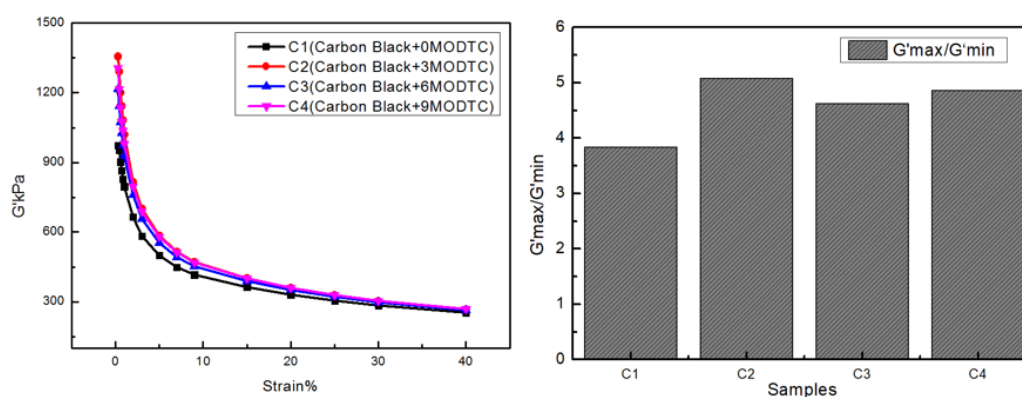 1500
1200
900
600
300
0
10
20
30
40
G'kPa
Strain%
C1(Carbon Black+0MODTC)
C2(Carbon Black+3MODTC)
C3(Carbon Black+6MODTC)
C4(Carbon Black+9MODTC)
6
5
4
3
2
1
0
C1
C2
C3
C4
G'max/G'min
Samples
G'max/G‘min